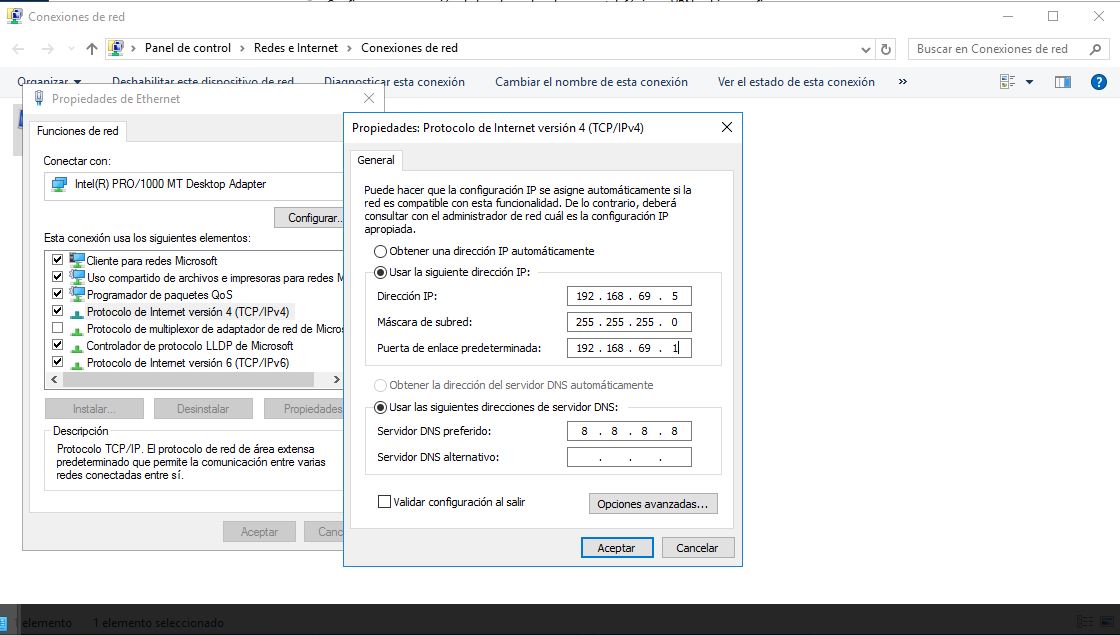 Conexiones de red
Panel de control > Redes e Internet > Conexiones de red
Buscar en Conexiones de red
Organizar
Deshabilitar este dispositivo de red
Diagnosticar esta conexión
Cambiar el nombre de esta conexión
Ver el estado de esta conexión
»
Propiedades de Ethernet
Funciones de red
Conectar con:
Intel(R) PRO/1000 MT Desktop Adapter
Configurar..
Esta conexión usa los siguientes elementos:
Cliente para redes Microsoft
Uso compartido de archivos e impresoras para redes M
Programador de paquetes QoS
Protocolo de Internet versión 4 (TCP/IPv4)
Protocolo de multiplexor de adaptador de red de Micros
Controlador de protocolo LLDP de Microsoft
Protocolo de Internet versión 6 (TCP/IPv6)
Instalar...
Desinstalar
Propiedades
Descripción
Protocolo TCP/IP. El protocolo de red de área extensa
predeterminado que permite la comunicación entre varias
redes conectadas entre sí.
Aceptar
Canc
Propiedades: Protocolo de Internet versión 4 (TCP/IPv4)
General
Puede hacer que la configuración IP se asigne automáticamente si la
red es compatible con esta funcionalidad. De lo contrario, deberá
consultar con el administrador de red cuál es la configuración IP
apropiada.
Obtener una dirección IP automáticamente
Usar la siguiente dirección IP:
Dirección IP: 192 . 168 . 69 . 5
Máscara de subred: 255 . 255 . 255 . 0
Puerta de enlace predeterminada: 192 . 168 . 69 . 1
Obtener la dirección del servidor DNS automáticamente
Usar las siguientes direcciones de servidor DNS:
Servidor DNS preferido: 8 . 8 . 8 . 8
Servidor DNS alternativo: . . .
Validar configuración al salir
Opciones avanzadas...
Aceptar
Cancelar
1 elemento
1 elemento seleccionado